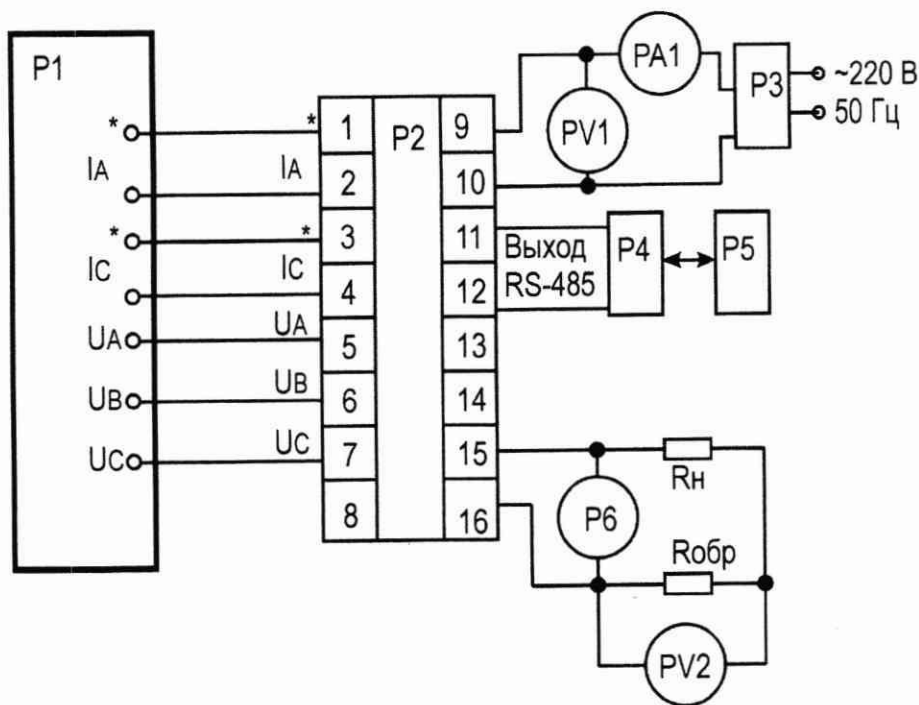 P1
*
IA
*
IC
UA
UB
UC
*
IA
*
IC
UA
UB
UC
1
2
3
4
5
6
7
8
P2
9
10
11
12
13
14
15
16
PV1
PA1
P3
~220 В
50 Гц
Выход
RS-485
P4
P5
P6
Rн
Rобр
PV2